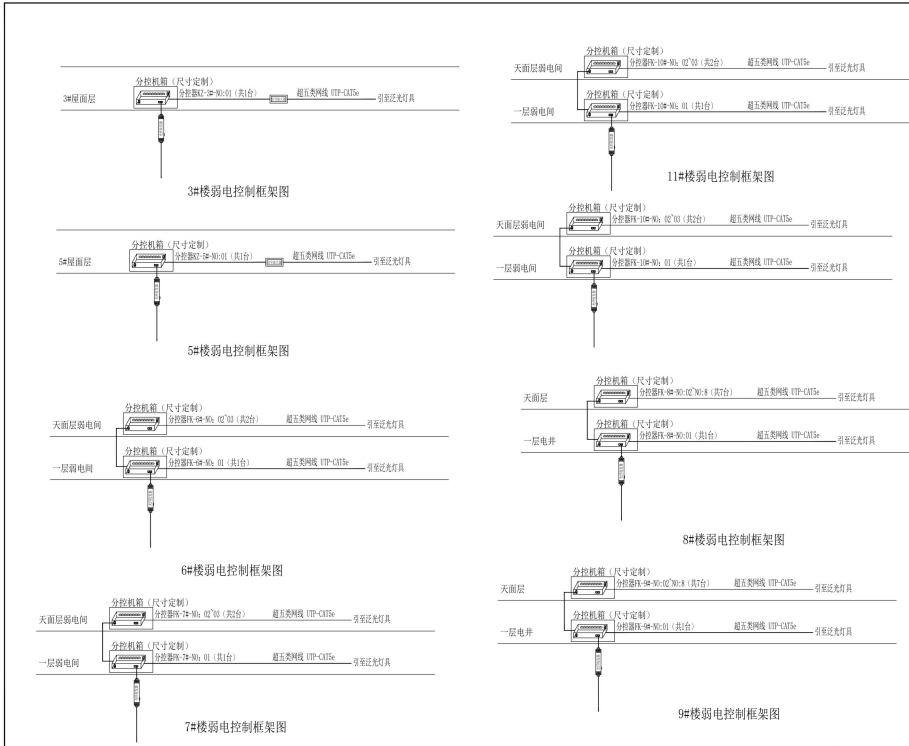 分控机箱（尺寸定制）
3#屋面层
分控器KZ-3#-NO:01（共1台）
超五类网线 UTP-CAT5e
引至泛光灯具
3#楼弱电控制框架图
分控机箱（尺寸定制）
5#屋面层
分控器KZ-5#-NO:01（共1台）
超五类网线 UTP-CAT5e
引至泛光灯具
5#楼弱电控制框架图
分控机箱（尺寸定制）
天面层弱电间
分控器FK-6#-NO：02~03（共2台）
超五类网线 UTP-CAT5e
引至泛光灯具
分控机箱（尺寸定制）
一层弱电间
分控器FK-6#-NO：01（共1台）
超五类网线 UTP-CAT5e
引至泛光灯具
6#楼弱电控制框架图
分控机箱（尺寸定制）
天面层弱电间
分控器FK-7#-NO：02~03（共2台）
超五类网线 UTP-CAT5e
引至泛光灯具
分控机箱（尺寸定制）
一层弱电间
分控器FK-7#-NO：01（共1台）
超五类网线 UTP-CAT5e
引至泛光灯具
7#楼弱电控制框架图
分控机箱（尺寸定制）
天面层弱电间
分控器FK-10#-NO：02~03（共2台）
超五类网线 UTP-CAT5e
引至泛光灯具
分控机箱（尺寸定制）
一层弱电间
分控器FK-10#-NO：01（共1台）
超五类网线 UTP-CAT5e
引至泛光灯具
11#楼弱电控制框架图
分控机箱（尺寸定制）
天面层弱电间
分控器FK-10#-NO：02~03（共2台）
超五类网线 UTP-CAT5e
引至泛光灯具
分控机箱（尺寸定制）
一层弱电间
分控器FK-10#-NO：01（共1台）
超五类网线 UTP-CAT5e
引至泛光灯具
分控机箱（尺寸定制）
天面层
分控器FK-8#-NO:02~NO:8（共7台）
超五类网线 UTP-CAT5e
引至泛光灯具
分控机箱（尺寸定制）
一层电井
分控器FK-8#-NO:01（共1台）
超五类网线 UTP-CAT5e
引至泛光灯具
8#楼弱电控制框架图
分控机箱（尺寸定制）
天面层
分控器FK-9#-NO:02~NO:8（共7台）
超五类网线 UTP-CAT5e
引至泛光灯具
分控机箱（尺寸定制）
一层电井
分控器FK-9#-NO:01（共1台）
超五类网线 UTP-CAT5e
引至泛光灯具
9#楼弱电控制框架图